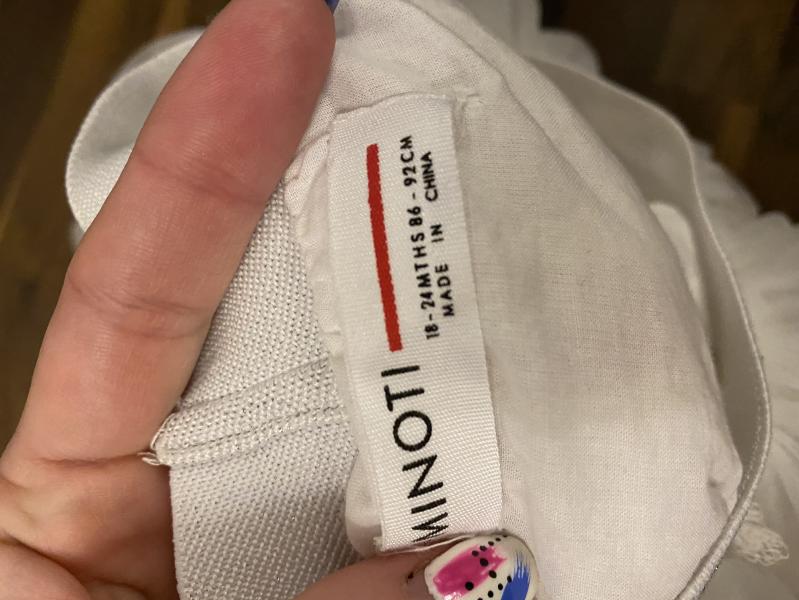 MINOTI
18-24MTHS 86 - 92CM
MADE IN CHINA